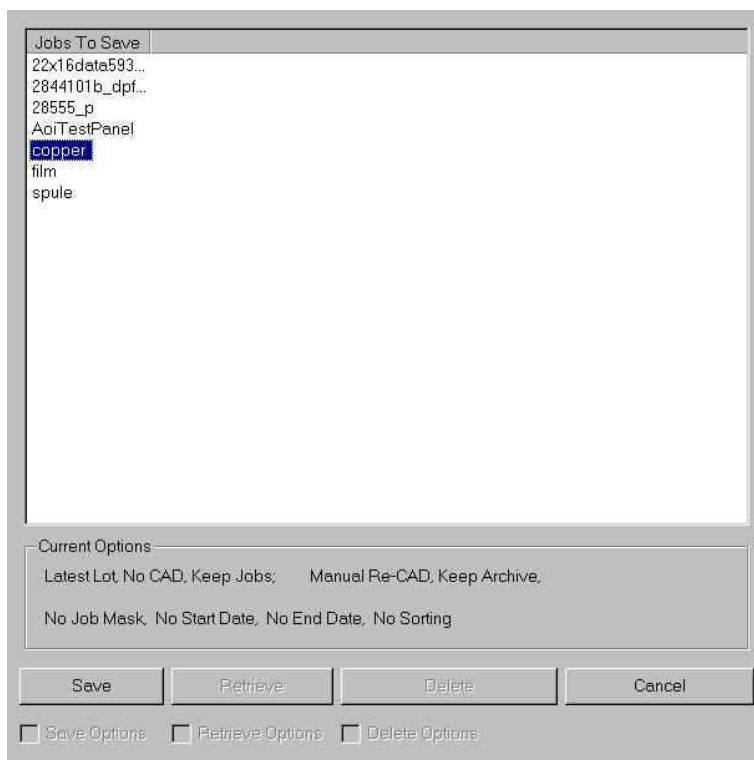 Jobs To Save
22x16data593...
2844101b_dpf...
28555_p
AoiTestPanel
copper
film
spule
Current Options
Latest Lot, No CAD, Keep Jobs; Manual Re-CAD, Keep Archive,
No Job Mask, No Start Date, No End Date, No Sorting
Save Retrieve Delete Cancel
Save Options Retrieve Options Delete Options